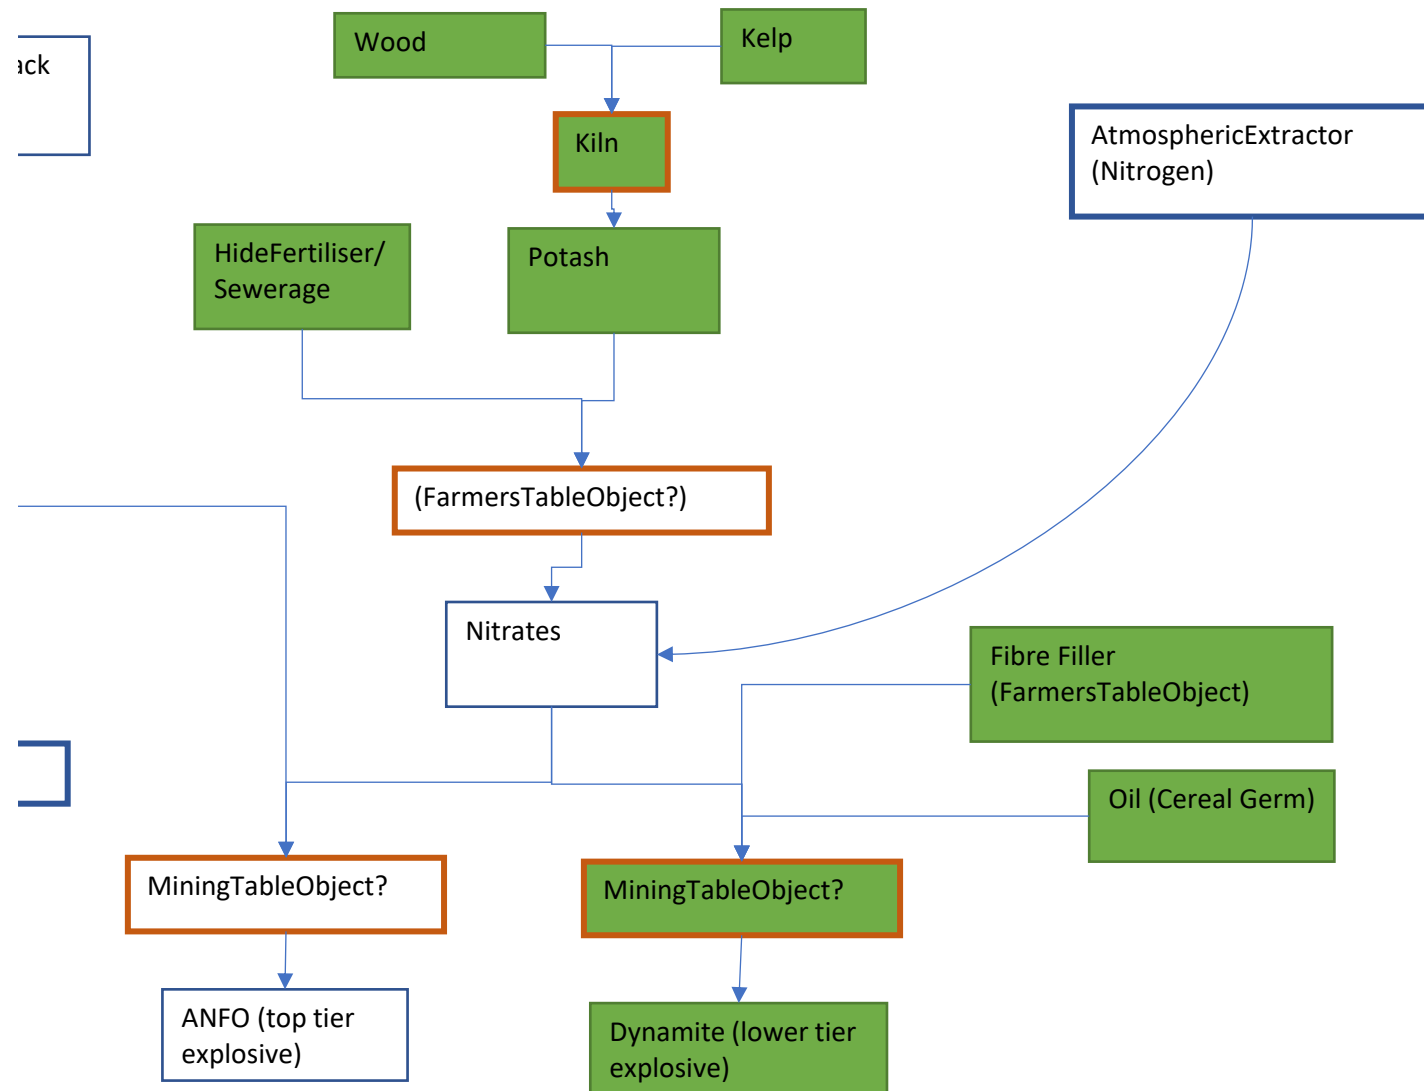 Wood
Kelp
ack
Kiln
AtmosphericExtractor
(Nitrogen)
HideFertiliser/
Sewerage
Potash
(FarmersTableObject?)
Nitrates
Fibre Filler
(FarmersTableObject)
Oil (Cereal Germ)
MiningTableObject?
MiningTableObject?
ANFO (top tier
explosive)
Dynamite (lower tier
explosive)